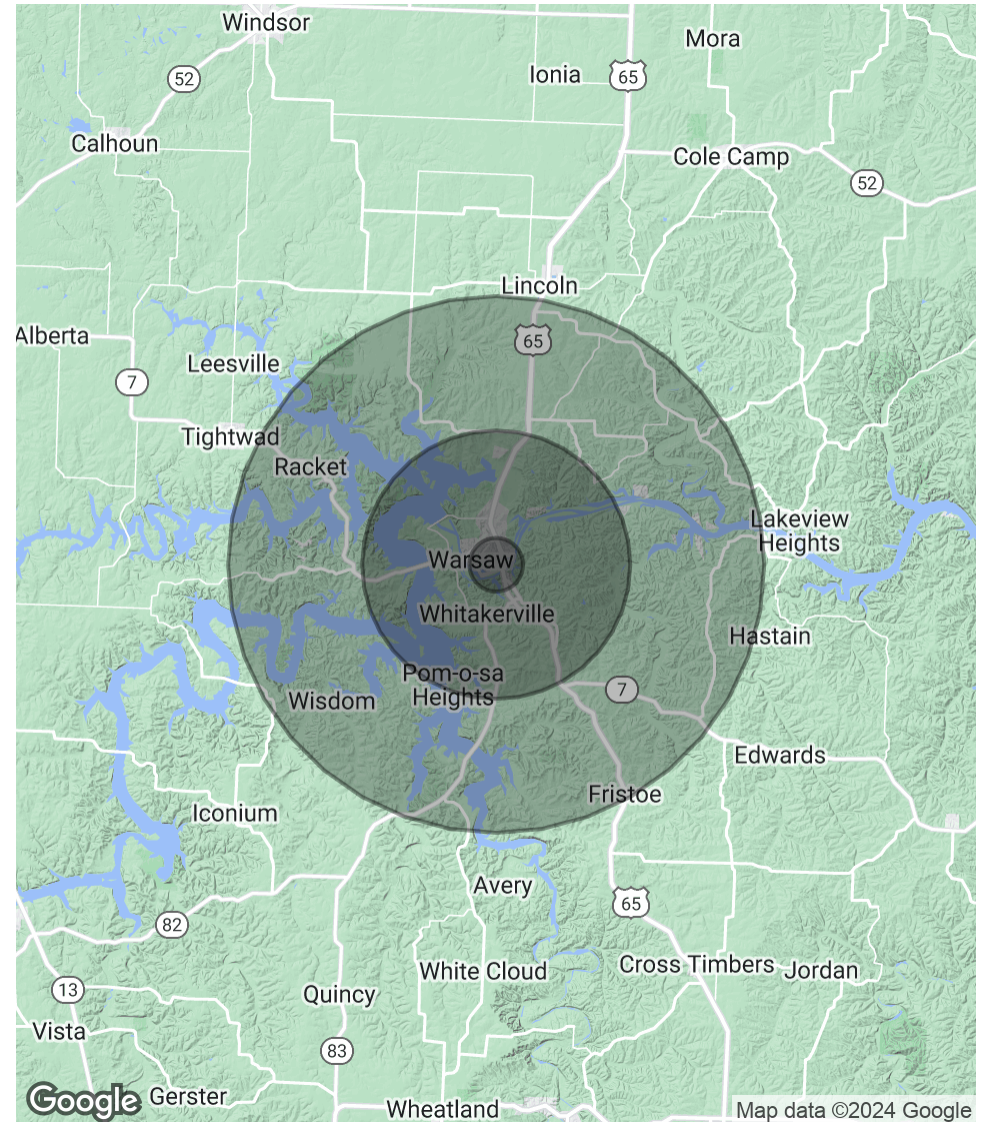 Windsor
Mora
Ionia
65
52
Calhoun
Cole Camp
52
Lincoln
Alberta
65
Leesville
7
Tightwad
Racket
Lakeview
Heights
Warsaw
Whitakerville
Hastain
Pom-o-sa
Heights
7
Wisdom
Edwards
Fristoe
Iconium
Avery
65
82
White Cloud
Cross Timbers
Jordan
13
Quincy
Vista
83
Google
Gerster
Wheatland
Map data ©2024 Google